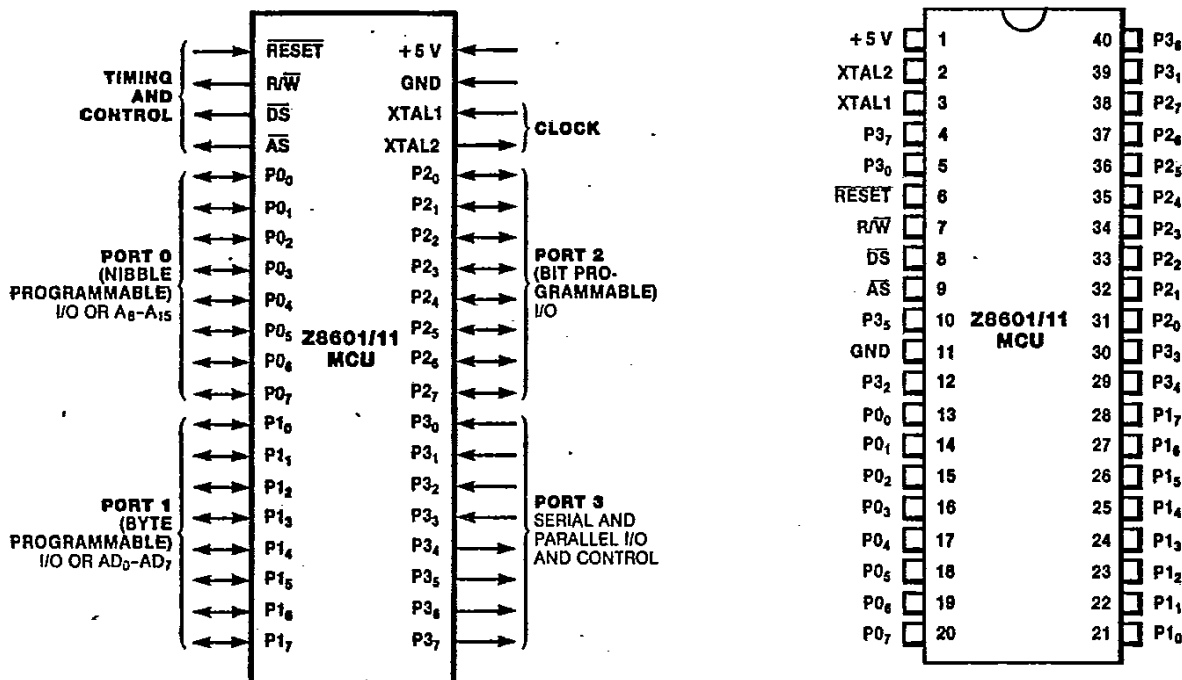 TIMING
AND
CONTROL
R̅E̅S̅E̅T̅
R/W̅
D̅S̅
A̅S̅
+5 V
GND
XTAL1
XTAL2
CLOCK
PORT 0
(NIBBLE
PROGRAMMABLE)
I/O OR A₈–A₁₅
P0₀
P0₁
P0₂
P0₃
P0₄
P0₅
P0₆
P0₇
P2₀
P2₁
P2₂
P2₃
P2₄
P2₅
P2₆
P2₇
PORT 2
(BIT PRO-
GRAMMABLE)
I/O
Z8601/11
MCU
PORT 1
(BYTE
PROGRAMMABLE)
I/O OR AD₀–AD₇
P1₀
P1₁
P1₂
P1₃
P1₄
P1₅
P1₆
P1₇
P3₀
P3₁
P3₂
P3₃
P3₄
P3₅
P3₆
P3₇
PORT 3
SERIAL AND
PARALLEL I/O
AND CONTROL
+5 V 1 40 P3₆
XTAL2 2 39 P3₁
XTAL1 3 38 P2₇
P3₇ 4 37 P2₆
P3₀ 5 36 P2₅
R̅E̅S̅E̅T̅ 6 35 P2₄
R/W̅ 7 34 P2₃
D̅S̅ 8 33 P2₂
A̅S̅ 9 32 P2₁
P3₅ 10 Z8601/11 31 P2₀
GND 11 MCU 30 P3₃
P3₂ 12 29 P3₄
P0₀ 13 28 P1₇
P0₁ 14 27 P1₆
P0₂ 15 26 P1₅
P0₃ 16 25 P1₄
P0₄ 17 24 P1₃
P0₅ 18 23 P1₂
P0₆ 19 22 P1₁
P0₇ 20 21 P1₀